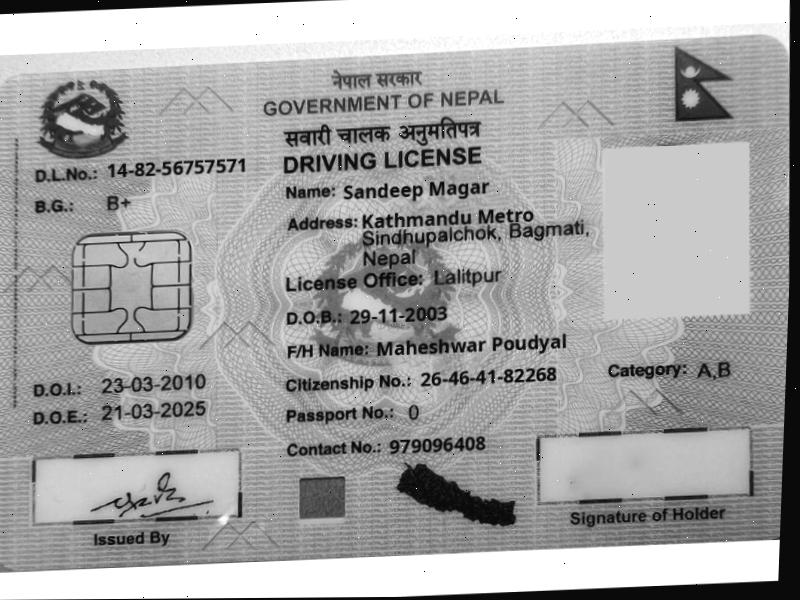 नेपाल सरकार
GOVERNMENT OF NEPAL
सवारी चालक अनुमतिपत्र
DRIVING LICENSE
D.L.No.: 14-82-56757571
B.G.: B+
Name: Sandeep Magar
Address: Kathmandu Metro
Sindhupalchok, Bagmati,
Nepal
License Office: Lalitpur
D.O.B.: 29-11-2003
F/H Name: Maheshwar Poudyal
D.O.I.: 23-03-2010
Citizenship No.: 26-46-41-82268
Category: A,B
D.O.E.: 21-03-2025
Passport No.: 0
Contact No.: 979096408
Issued By
Signature of Holder